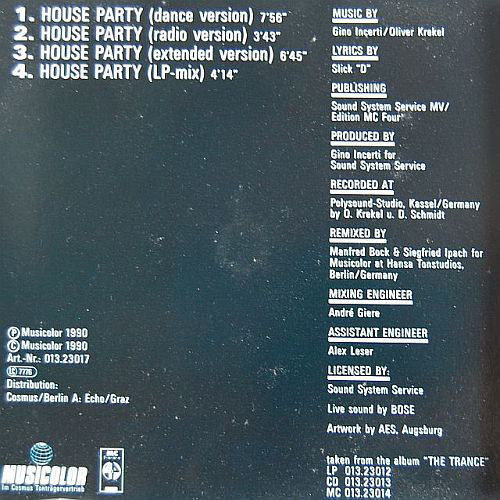 1. HOUSE PARTY (dance version) 7'56"
2. HOUSE PARTY (radio version) 3'43"
3. HOUSE PARTY (extended version) 6'45"
4. HOUSE PARTY (LP-mix) 4'14"
MUSIC BY
Gino Incerti/Oliver Krekel
LYRICS BY
Slick "D"
PUBLISHING
Sound System Service MV/
Edition MC Four
PRODUCED BY
Gino Incerti for
Sound System Service
RECORDED AT
Polysound-Studio, Kassel/Germany
by O. Krekel u. D. Schmidt
REMIXED BY
Manfred Bock & Siegfried Ipach for
Musicolor at Hansa Tonstudios,
Berlin/Germany
MIXING ENGINEER
André Giere
ASSISTANT ENGINEER
Alex Leser
LICENSED BY:
Sound System Service
Live sound by BOSE
Artwork by AES, Augsburg
taken from the album "THE TRANCE"
LP 013.23012
CD 013.23013
MC 013.23014
Ⓟ Musicolor 1990
Ⓒ Musicolor 1990
Art.-Nr.: 013.23017
LC 7776
Distribution:
Cosmus/Berlin A: Echo/Graz
MUSICOLOR
Im Cosmus Tonträgervertrieb